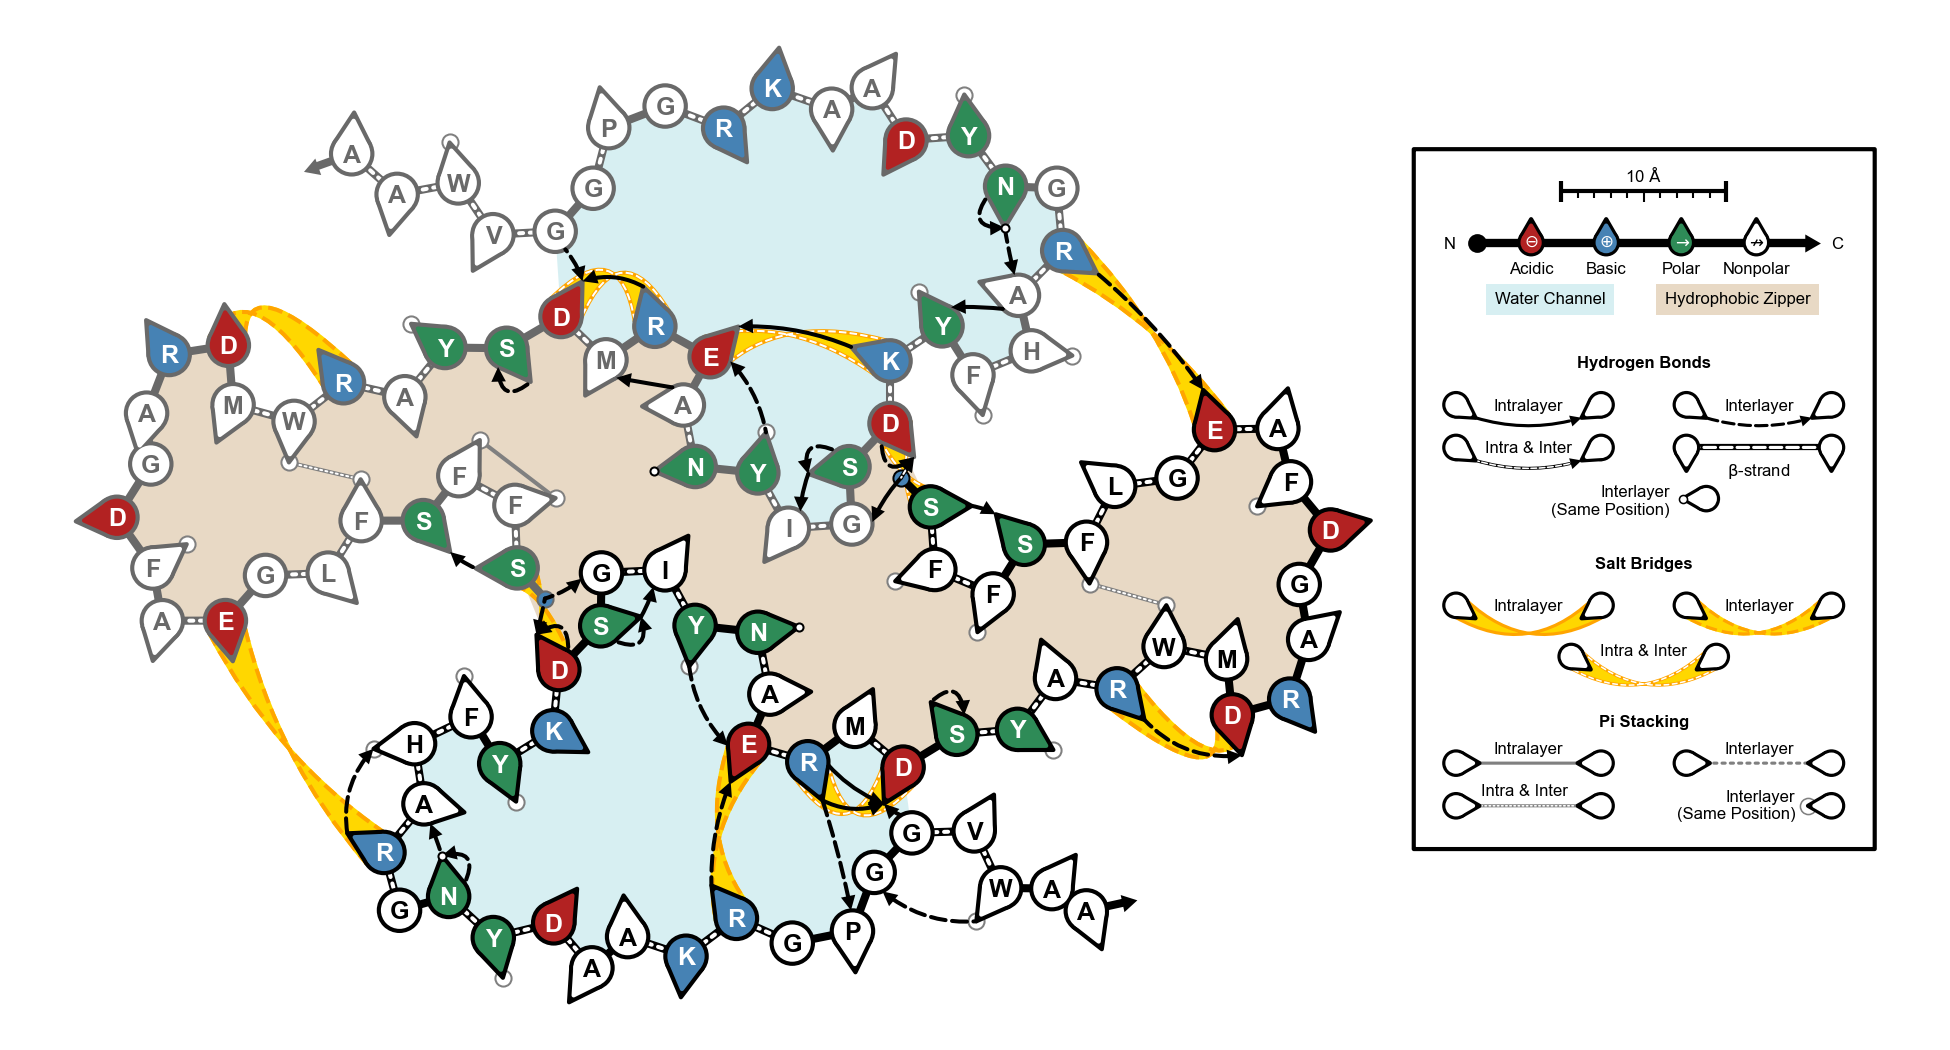 S F F S F L G E A F D G A R D M W R A Y S D M R E A N Y I G S D K Y F H A R G N Y D A A K R G P G G V W A A
S F F S F L G E A F D G A R D M W R A Y S D M R E A N Y I G S D K Y F H A R G N Y D A A K R G P G G V W A A
10 Å
N ⊖ ⊕ → ↛ C
Acidic Basic Polar Nonpolar
Water Channel Hydrophobic Zipper
Hydrogen Bonds
Intralayer Interlayer
Intra & Inter β-strand
Interlayer
(Same Position)
Salt Bridges
Intralayer Interlayer
Intra & Inter
Pi Stacking
Intralayer Interlayer
Intra & Inter Interlayer
(Same Position)